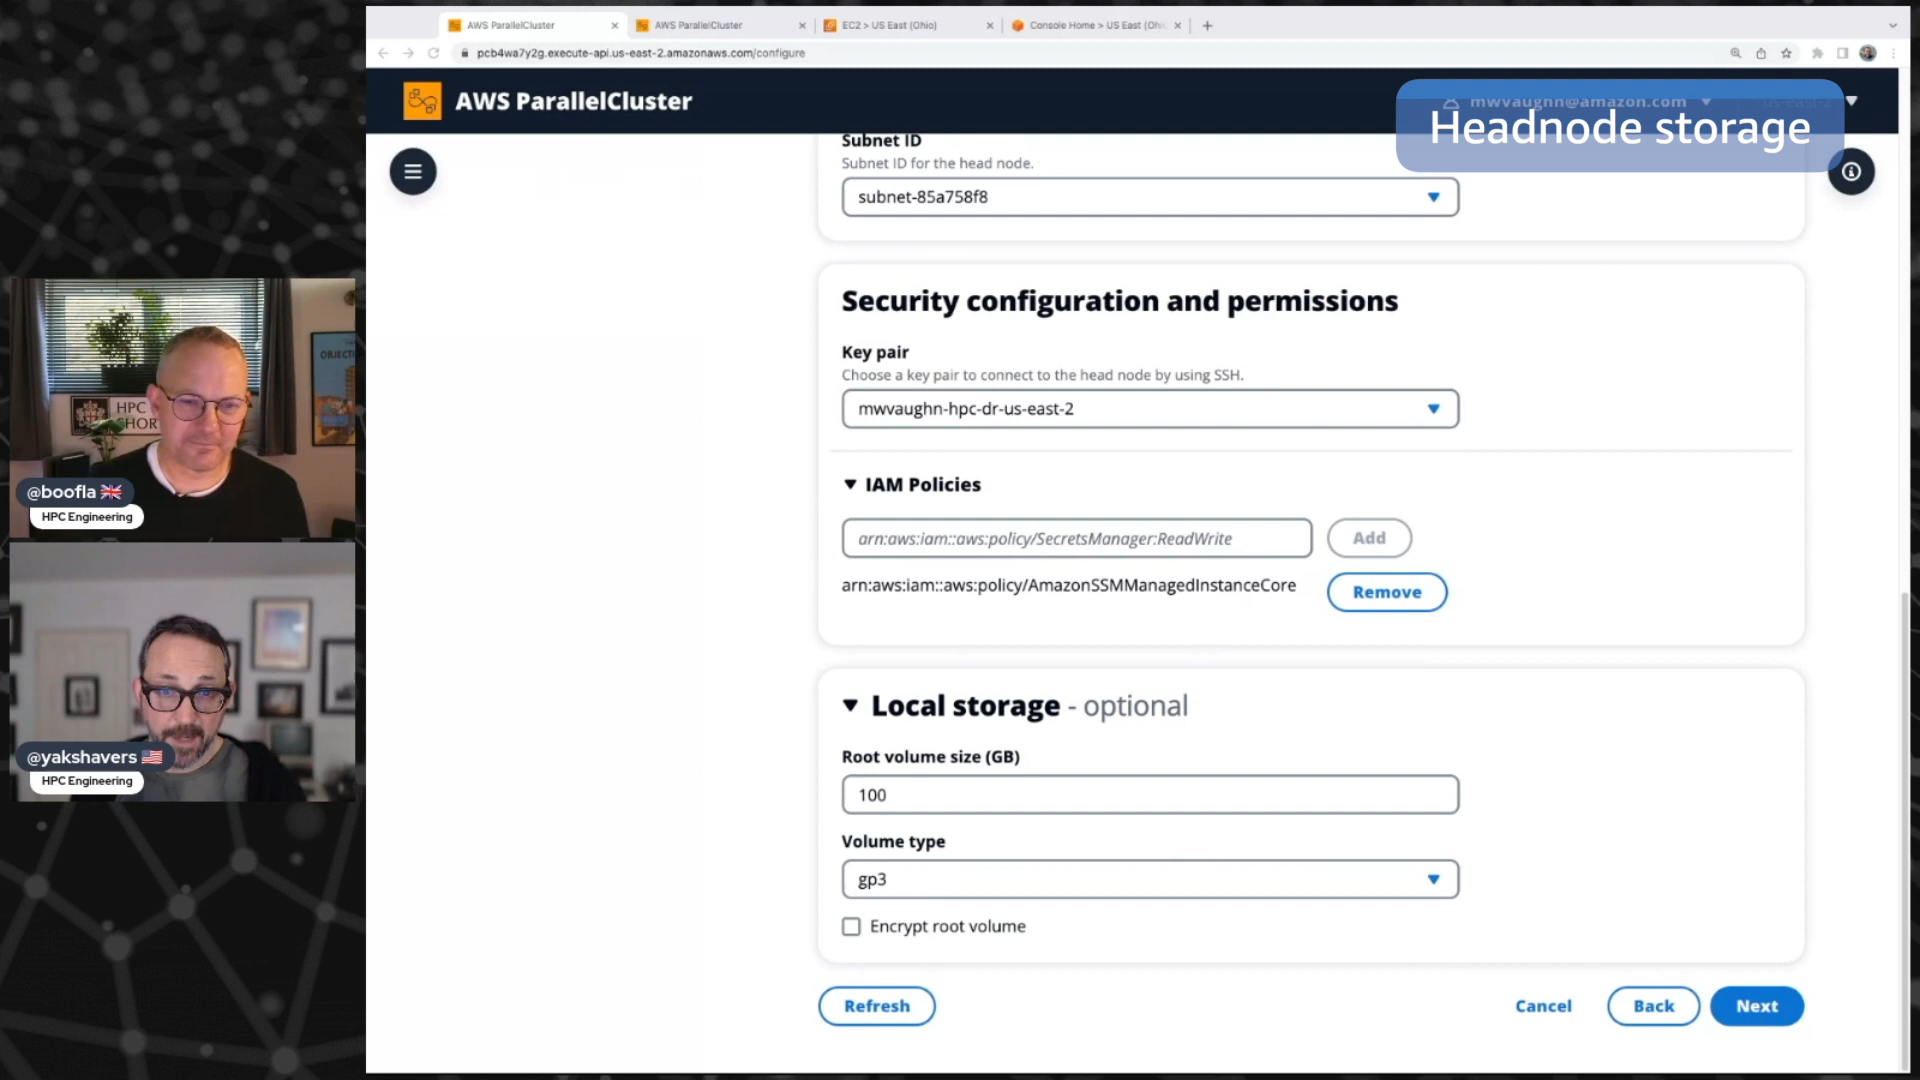 AWS ParallelCluster
AWS ParallelCluster
EC2 > US East (Ohio)
Console Home > US East (Ohi
pcb4wa7y2g.execute-api.us-east-2.amazonaws.com/configure
AWS ParallelCluster
mwvaughn@amazon.com
us-east-2
Headnode storage
Subnet ID
Subnet ID for the head node.
subnet-85a758f8
Security configuration and permissions
Key pair
Choose a key pair to connect to the head node by using SSH.
mwvaughn-hpc-dr-us-east-2
IAM Policies
arn:aws:iam::aws:policy/SecretsManager:ReadWrite
Add
arn:aws:iam::aws:policy/AmazonSSMManagedInstanceCore
Remove
Local storage - optional
Root volume size (GB)
100
Volume type
gp3
Encrypt root volume
Refresh
Cancel
Back
Next
OBJECTI
HPC
SHOR
@boofla
HPC Engineering
@yakshavers
HPC Engineering